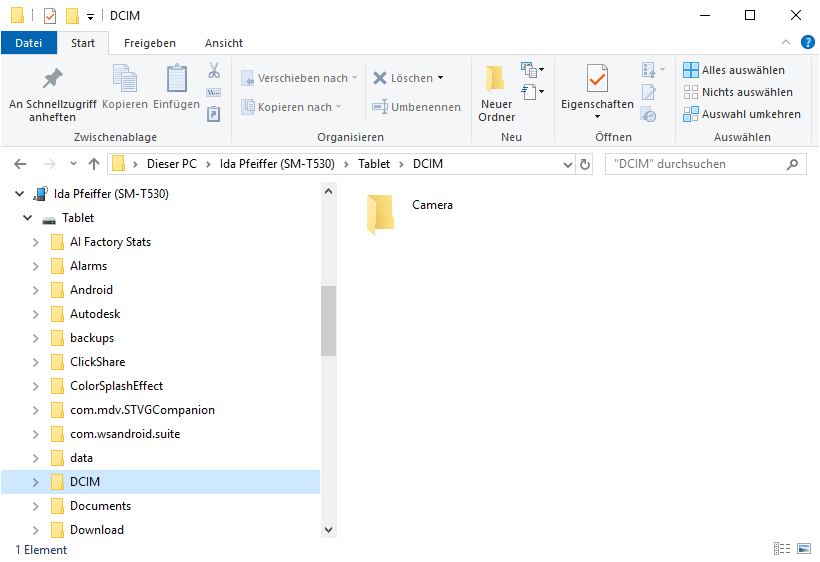 DCIM
Datei Start Freigeben Ansicht
An Schnellzugriff anheften
Kopieren
Einfügen
Zwischenablage
Verschieben nach
Kopieren nach
Löschen
Umbenennen
Organisieren
Neuer Ordner
Neu
Eigenschaften
Öffnen
Alles auswählen
Nichts auswählen
Auswahl umkehren
Auswählen
Dieser PC > Ida Pfeiffer (SM-T530) > Tablet > DCIM
"DCIM" durchsuchen
Ida Pfeiffer (SM-T530)
Tablet
AI Factory Stats
Alarms
Android
Autodesk
backups
ClickShare
ColorSplashEffect
com.mdv.STVGCompanion
com.wsandroid.suite
data
DCIM
Documents
Download
Camera
1 Element